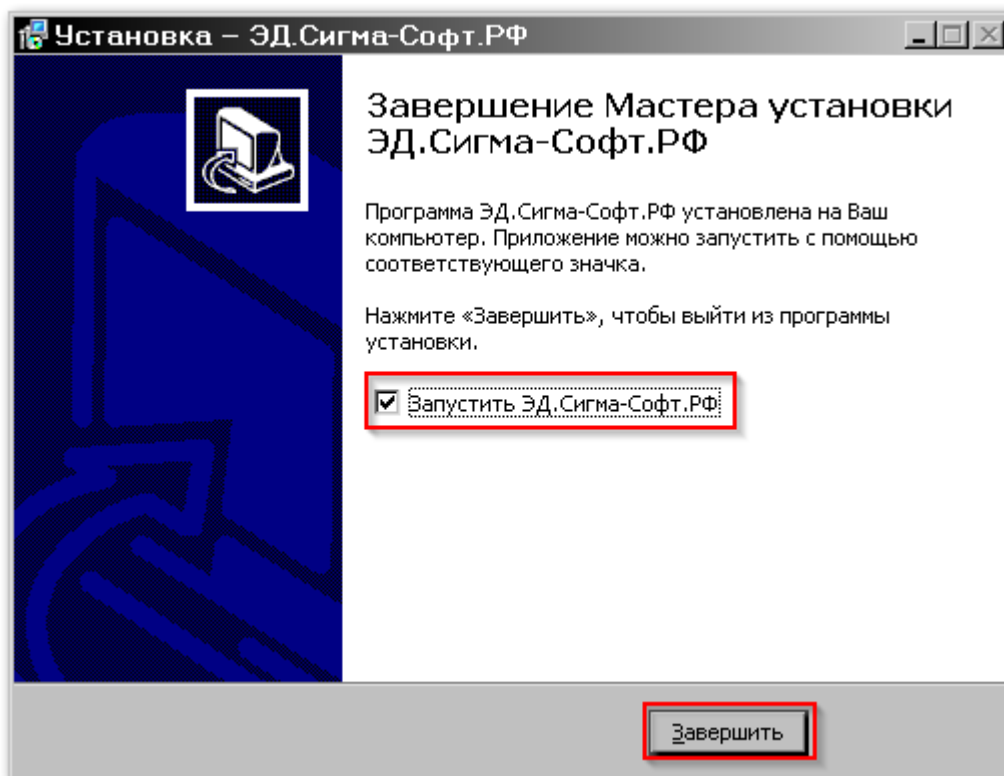 Установка – ЭД.Сигма-Софт.РФ
Завершение Мастера установки
ЭД.Сигма-Софт.РФ
Программа ЭД.Сигма-Софт.РФ установлена на Ваш
компьютер. Приложение можно запустить с помощью
соответствующего значка.
Нажмите «Завершить», чтобы выйти из программы
установки.
Запустить ЭД.Сигма-Софт.РФ
Завершить